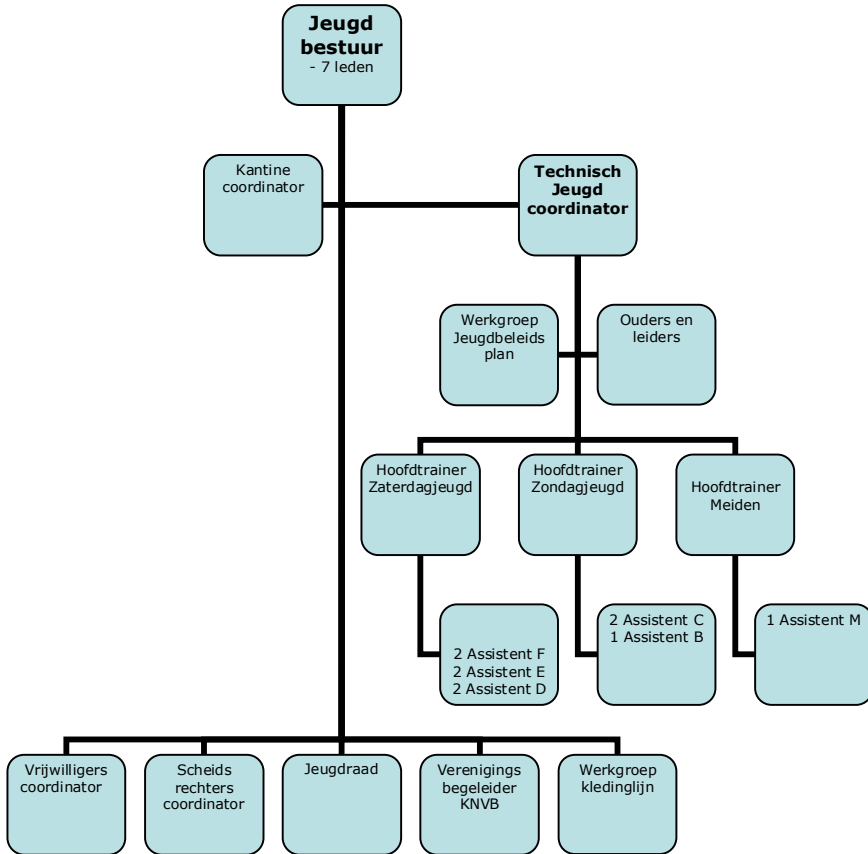 Jeugd
bestuur
- 7 leden
Kantine
coordinator
Technisch
Jeugd
coordinator
Werkgroep
Jeugdbeleids
plan
Ouders en
leiders
Hoofdtrainer
Zaterdagjeugd
Hoofdtrainer
Zondagjeugd
Hoofdtrainer
Meiden
2 Assistent F
2 Assistent E
2 Assistent D
2 Assistent C
1 Assistent B
1 Assistent M
Vrijwilligers
coordinator
Scheids
rechters
coordinator
Jeugdraad
Verenigings
begeleider
KNVB
Werkgroep
kledinglijn